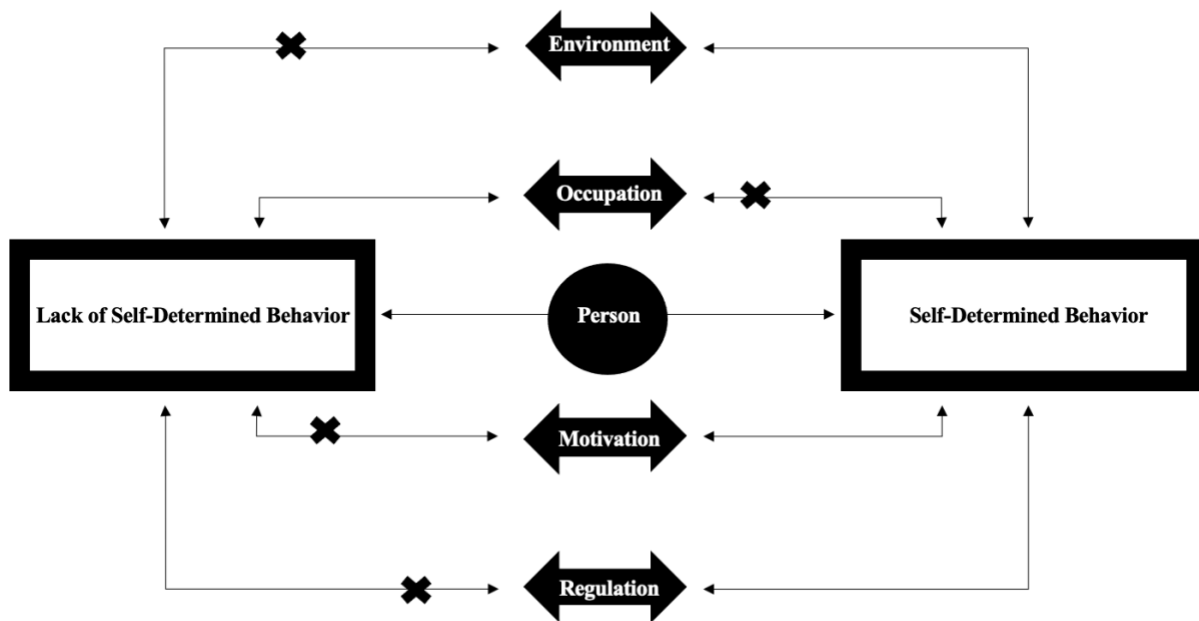 Environment
Occupation
Lack of Self-Determined Behavior
Person
Self-Determined Behavior
Motivation
Regulation